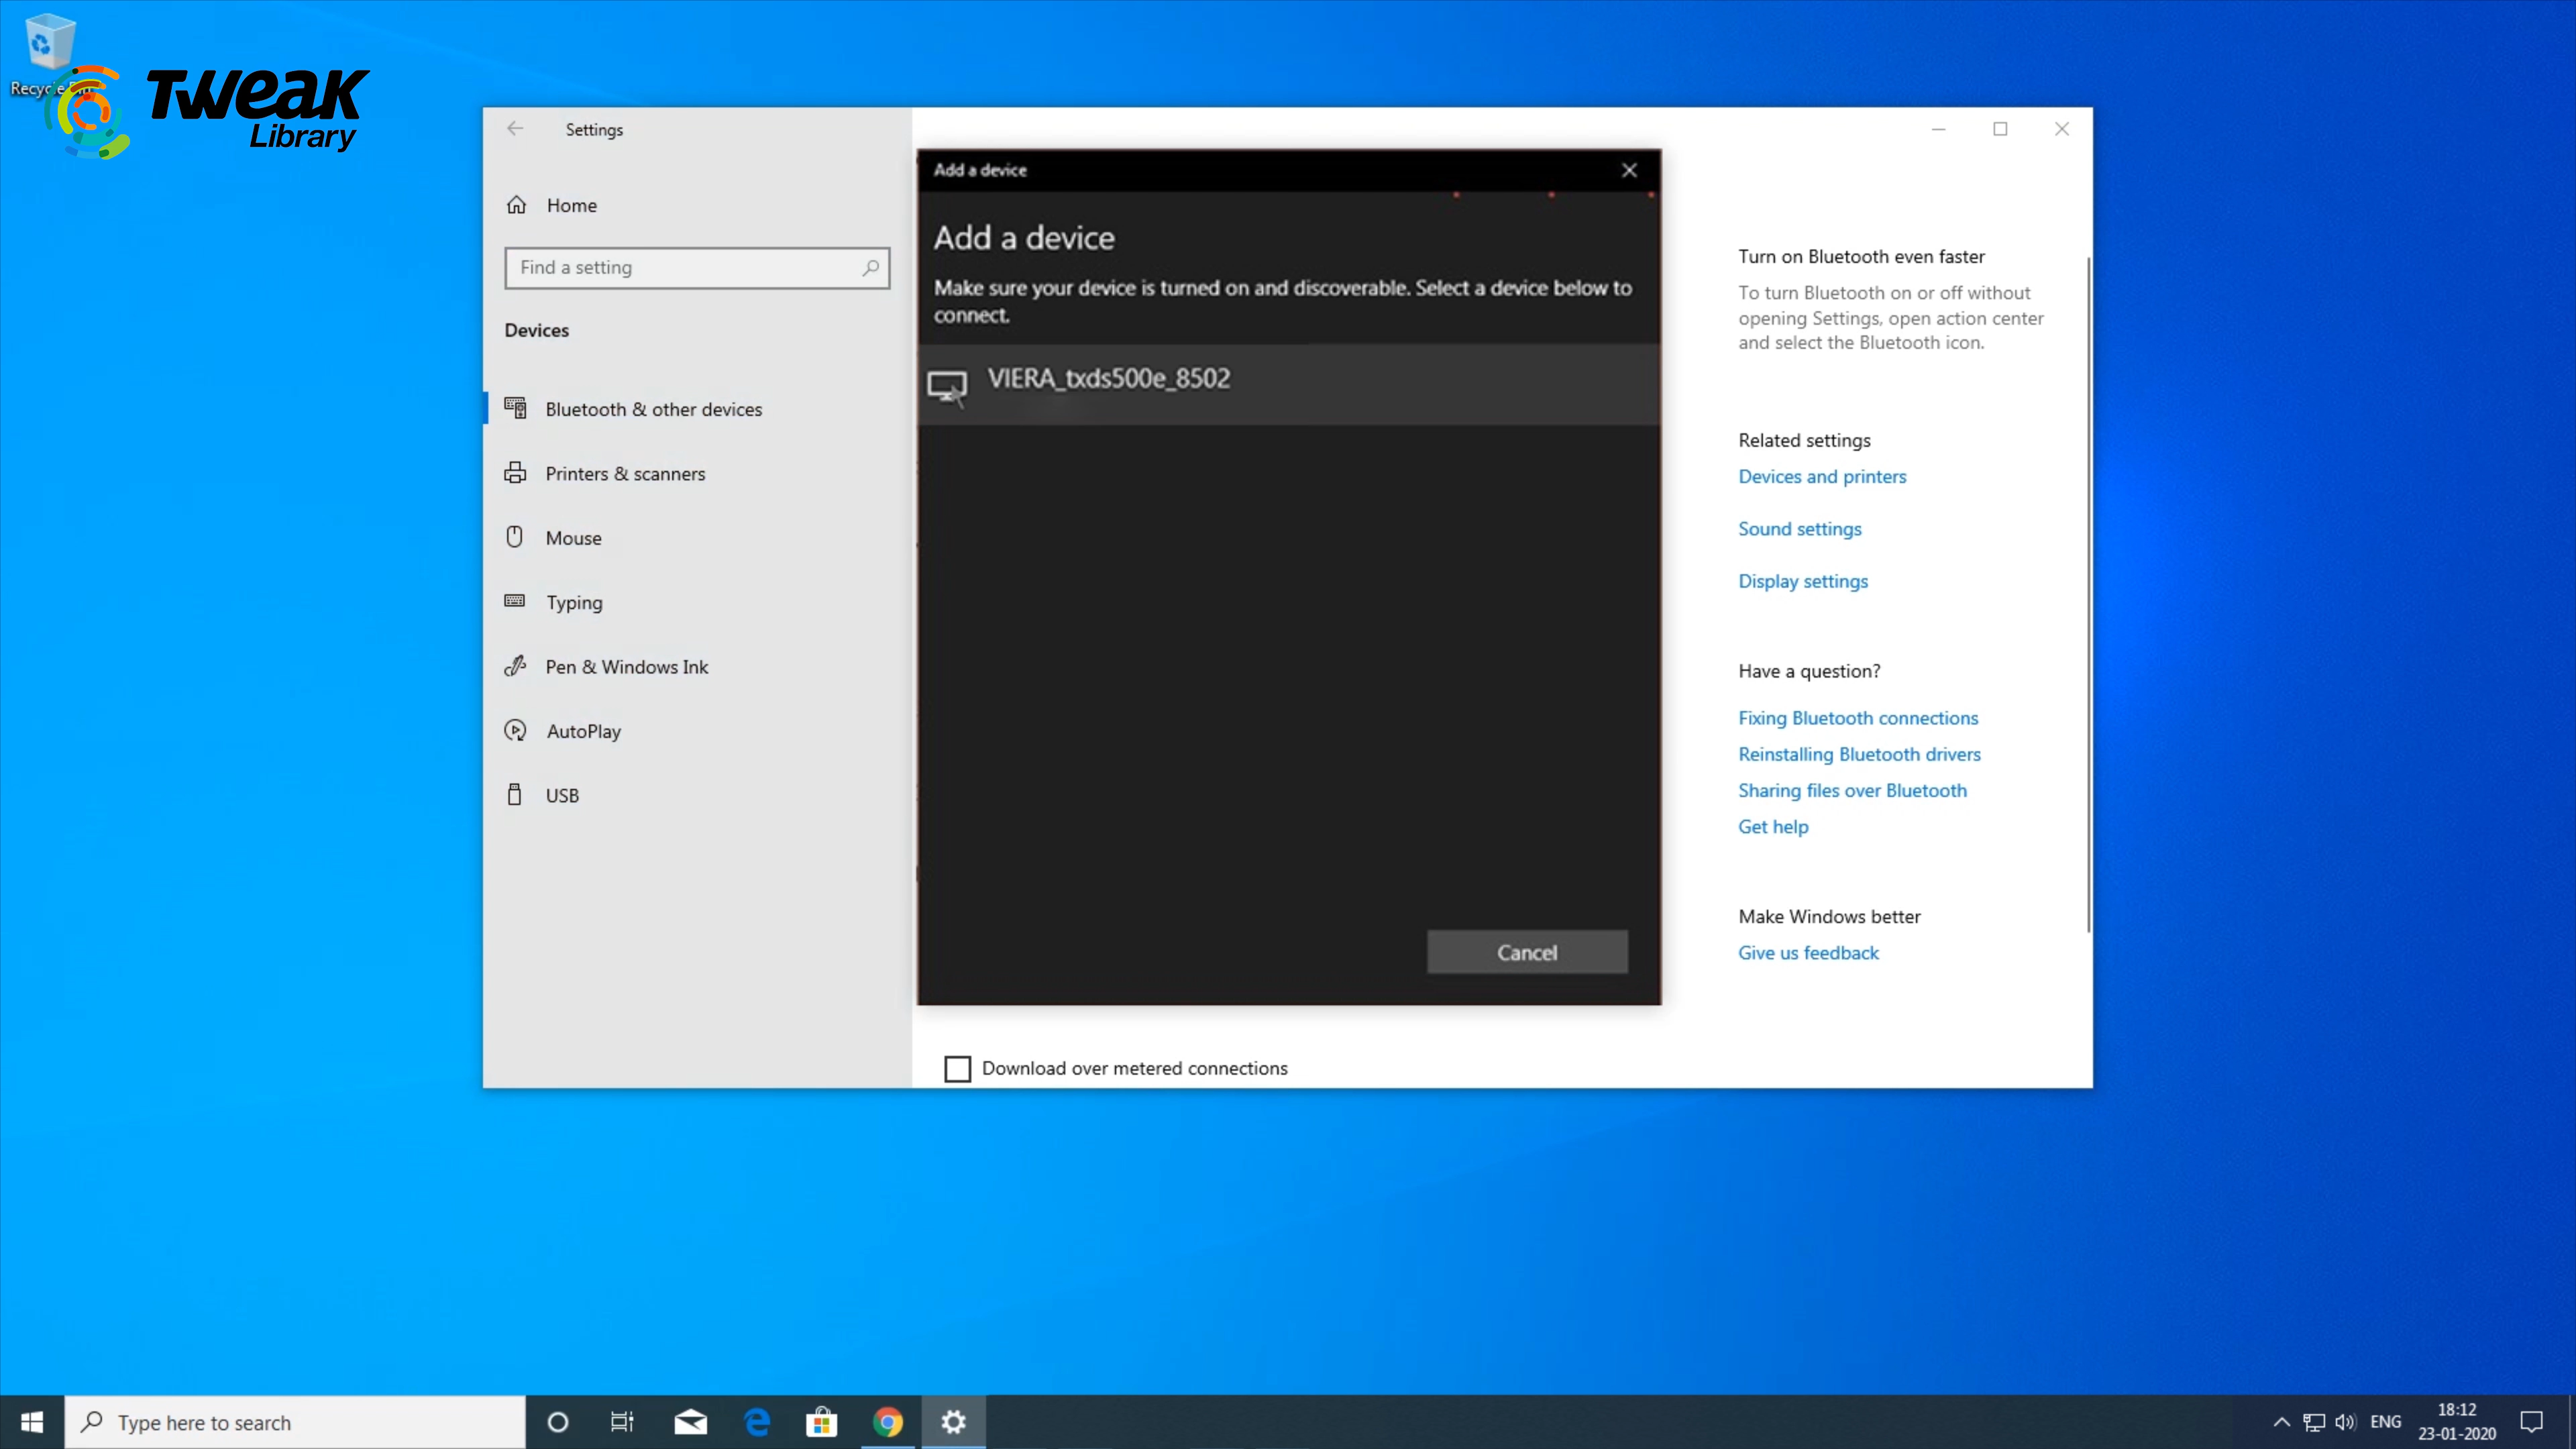 Recycle Bin
TweaK
Library
Settings
Home
Find a setting
Devices
Bluetooth & other devices
Printers & scanners
Mouse
Typing
Pen & Windows Ink
AutoPlay
USB
Add a device
Add a device
Make sure your device is turned on and discoverable. Select a device below to
connect.
VIERA_txds500e_8502
Cancel
Download over metered connections
Turn on Bluetooth even faster
To turn Bluetooth on or off without
opening Settings, open action center
and select the Bluetooth icon.
Related settings
Devices and printers
Sound settings
Display settings
Have a question?
Fixing Bluetooth connections
Reinstalling Bluetooth drivers
Sharing files over Bluetooth
Get help
Make Windows better
Give us feedback
Type here to search
ENG
18:12
23-01-2020